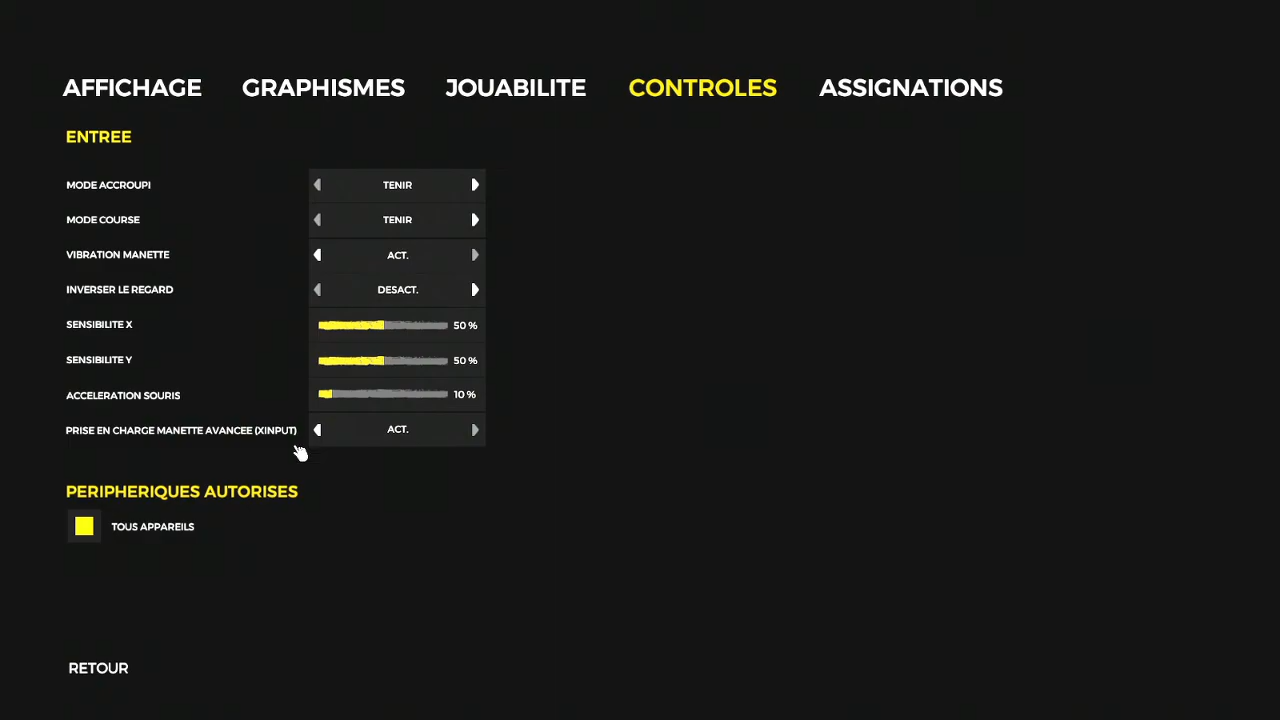 AFFICHAGE GRAPHISMES JOUABILITE CONTROLES ASSIGNATIONS
ENTREE
MODE ACCROUPI TENIR
MODE COURSE TENIR
VIBRATION MANETTE ACT.
INVERSER LE REGARD DESACT.
SENSIBILITE X 50 %
SENSIBILITE Y 50 %
ACCELERATION SOURIS 10 %
PRISE EN CHARGE MANETTE AVANCEE (XINPUT) ACT.
PERIPHERIQUES AUTORISES
TOUS APPAREILS
RETOUR